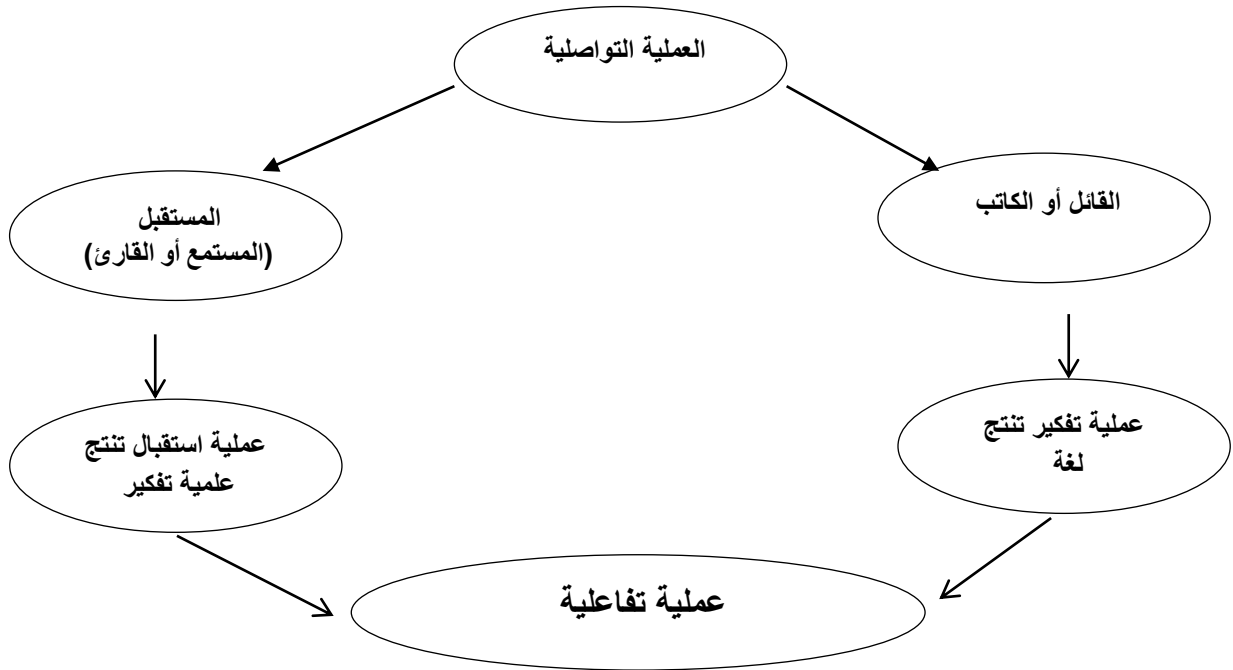 العملية التواصلية
القائل أو الكاتب
المستقبل
(المستمع أو القارئ)
عملية تفكير تنتج
لغة
عملية استقبال تنتج
علمية تفكير
عملية تفاعلية